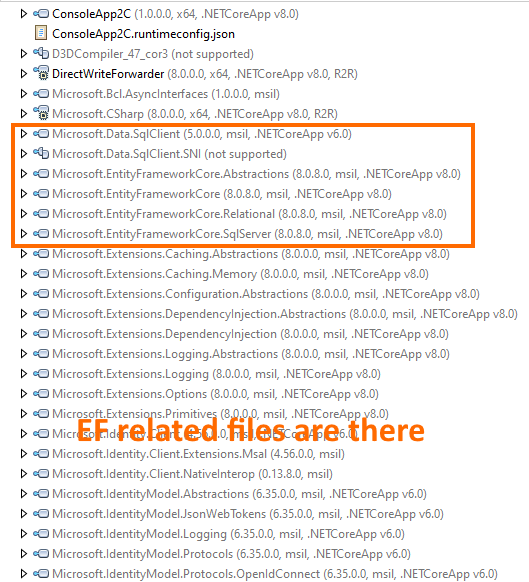 ConsoleApp2C (1.0.0.0, x64, .NETCoreApp v8.0)
ConsoleApp2C.runtimeconfig.json
D3DCompiler_47_cor3 (not supported)
DirectWriteForwarder (8.0.0.0, x64, .NETCoreApp v8.0, R2R)
Microsoft.Bcl.AsyncInterfaces (1.0.0.0, msil)
Microsoft.CSharp (8.0.0.0, x64, .NETCoreApp v8.0, R2R)
Microsoft.Data.SqlClient (5.0.0.0, msil, .NETCoreApp v6.0)
Microsoft.Data.SqlClient.SNI (not supported)
Microsoft.EntityFrameworkCore.Abstractions (8.0.8.0, msil, .NETCoreApp v8.0)
Microsoft.EntityFrameworkCore (8.0.8.0, msil, .NETCoreApp v8.0)
Microsoft.EntityFrameworkCore.Relational (8.0.8.0, msil, .NETCoreApp v8.0)
Microsoft.EntityFrameworkCore.SqlServer (8.0.8.0, msil, .NETCoreApp v8.0)
Microsoft.Extensions.Caching.Abstractions (8.0.0.0, msil, .NETCoreApp v8.0)
Microsoft.Extensions.Caching.Memory (8.0.0.0, msil, .NETCoreApp v8.0)
Microsoft.Extensions.Configuration.Abstractions (8.0.0.0, msil, .NETCoreApp v8.0)
Microsoft.Extensions.DependencyInjection.Abstractions (8.0.0.0, msil, .NETCoreApp v8.0)
Microsoft.Extensions.DependencyInjection (8.0.0.0, msil, .NETCoreApp v8.0)
Microsoft.Extensions.Logging.Abstractions (8.0.0.0, msil, .NETCoreApp v8.0)
Microsoft.Extensions.Logging (8.0.0.0, msil, .NETCoreApp v8.0)
Microsoft.Extensions.Options (8.0.0.0, msil, .NETCoreApp v8.0)
Microsoft.Extensions.Primitives (8.0.0.0, msil, .NETCoreApp v8.0)
EF related files are there
Microsoft.Identity.Client (4.56.0.0, msil, .NETCoreApp v6.0)
Microsoft.Identity.Client.Extensions.Msal (4.56.0.0, msil)
Microsoft.Identity.Client.NativeInterop (0.13.8.0, msil)
Microsoft.IdentityModel.Abstractions (6.35.0.0, msil, .NETCoreApp v6.0)
Microsoft.IdentityModel.JsonWebTokens (6.35.0.0, msil, .NETCoreApp v6.0)
Microsoft.IdentityModel.Logging (6.35.0.0, msil, .NETCoreApp v6.0)
Microsoft.IdentityModel.Protocols (6.35.0.0, msil, .NETCoreApp v6.0)
Microsoft.IdentityModel.Protocols.OpenIdConnect (6.35.0.0, msil, .NETCoreApp v6.0)